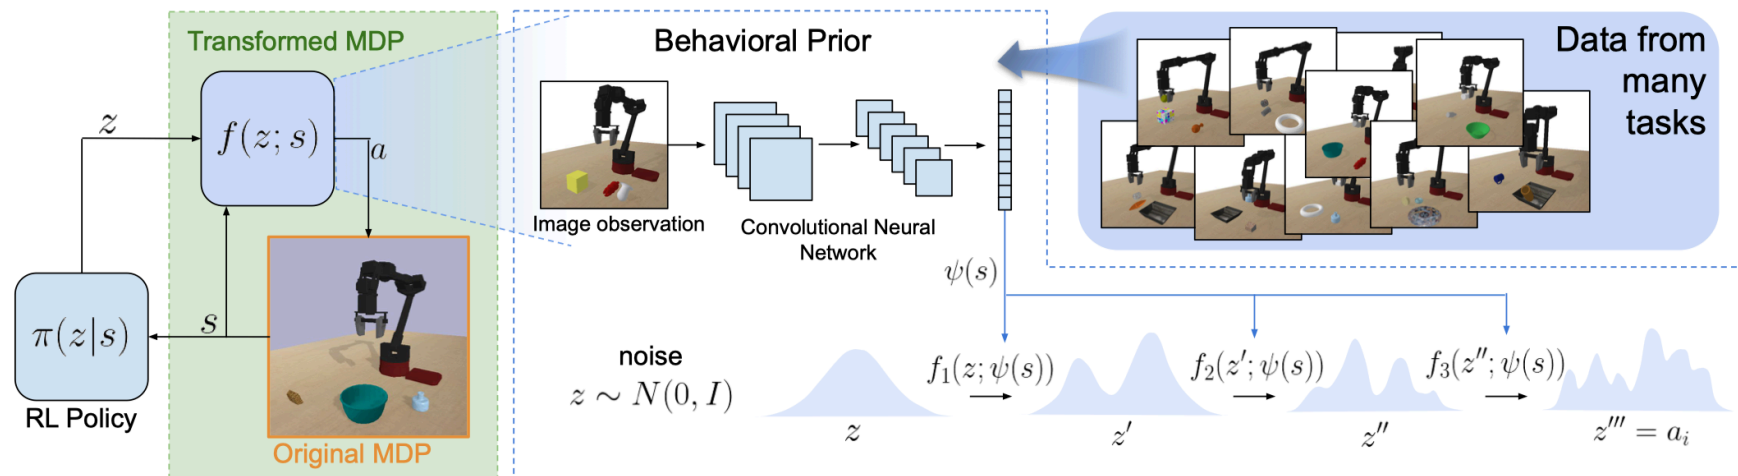 Transformed MDP
f(z; s)
z
a
s
π(z|s)
RL Policy
Original MDP
Behavioral Prior
Image observation
Convolutional Neural
Network
ψ(s)
Data from
many
tasks
noise
z ∼ N(0, I)
f₁(z; ψ(s))
f₂(z′; ψ(s))
f₃(z″; ψ(s))
z
z′
z″
z‴ = aᵢ